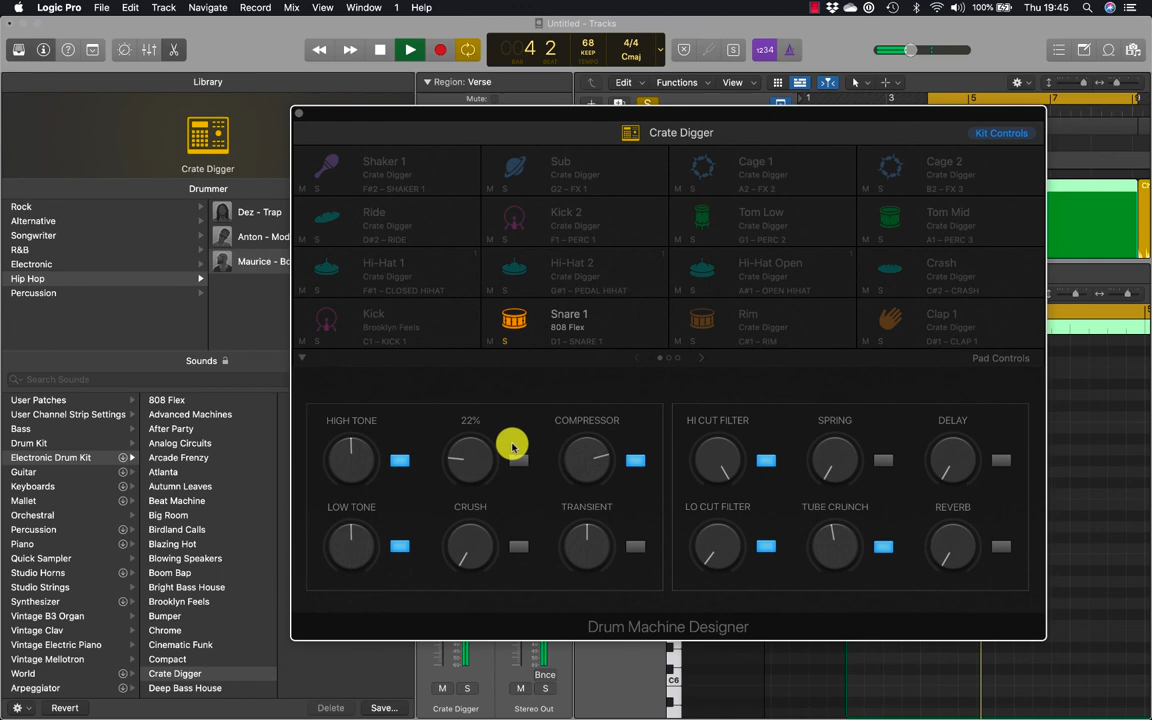 Logic Pro File Edit Track Navigate Record Mix View Window 1 Help 100% Thu 19:45
Untitled - Tracks
4 2
BAR BEAT
68
KEEP
TEMPO
4/4
Cmaj
1234
Library
Region: Verse
Mute:
Edit Functions View
1 3 5 7 9
Crate Digger
Drummer
Rock
Alternative
Songwriter
R&B
Electronic
Hip Hop
Percussion
Dez - Trap
Anton - Mod
Maurice - Bo
Sounds
Search Sounds
User Patches
User Channel Strip Settings
Bass
Drum Kit
Electronic Drum Kit
Guitar
Keyboards
Mallet
Orchestral
Percussion
Piano
Quick Sampler
Studio Horns
Studio Strings
Synthesizer
Vintage B3 Organ
Vintage Clav
Vintage Electric Piano
Vintage Mellotron
World
Arpeggiator
808 Flex
Advanced Machines
After Party
Analog Circuits
Arcade Frenzy
Atlanta
Autumn Leaves
Beat Machine
Big Room
Birdland Calls
Blazing Hot
Blowing Speakers
Boom Bap
Bright Bass House
Brooklyn Feels
Bumper
Chrome
Cinematic Funk
Compact
Crate Digger
Deep Bass House
Revert Delete Save...
Crate Digger
Kit Controls
Shaker 1
Crate Digger
M S F#2 – SHAKER 1
Sub
Crate Digger
M S G2 – FX 1
Cage 1
Crate Digger
M S A2 – FX 2
Cage 2
Crate Digger
M S B2 – FX 3
Ride
Crate Digger
M S D#2 – RIDE
Kick 2
Crate Digger
M S F1 – PERC 1
Tom Low
Crate Digger
M S G1 – PERC 2
Tom Mid
Crate Digger
M S A1 – PERC 3
Hi-Hat 1
Crate Digger
M S F#1 – CLOSED HIHAT
Hi-Hat 2
Crate Digger
M S G#1 – PEDAL HIHAT
Hi-Hat Open
Crate Digger
M S A#1 – OPEN HIHAT
Crash
Crate Digger
M S C#2 – CRASH
Kick
Brooklyn Feels
M S C1 – KICK 1
Snare 1
808 Flex
M S D1 – SNARE 1
Rim
Crate Digger
M S C#1 – RIM
Clap 1
Crate Digger
M S D#1 – CLAP 1
Pad Controls
HIGH TONE 22% COMPRESSOR HI CUT FILTER SPRING DELAY
LOW TONE CRUSH TRANSIENT LO CUT FILTER TUBE CRUNCH REVERB
Drum Machine Designer
Bnce
M S M S
Crate Digger Stereo Out
C6